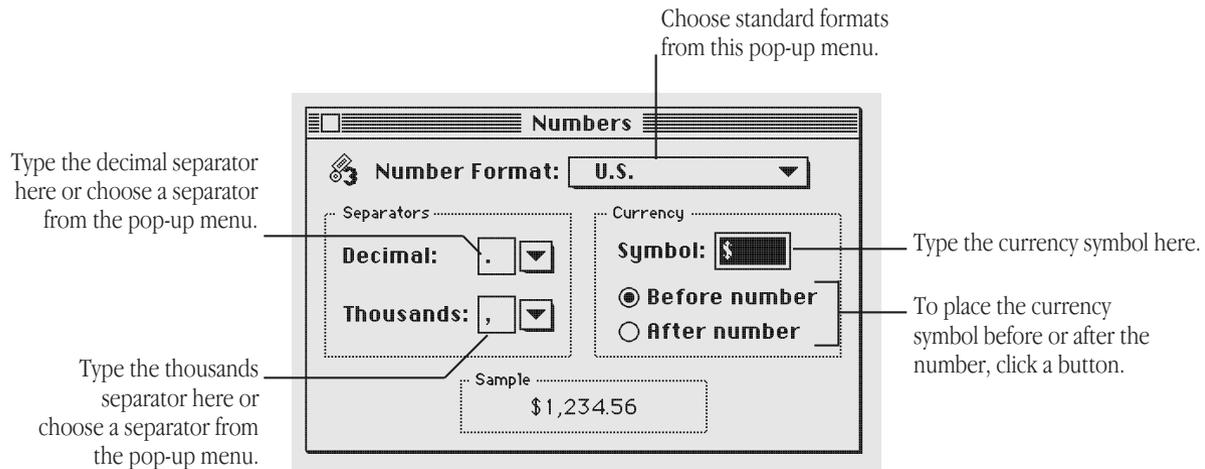 Choose standard formats
from this pop-up menu.
Numbers
Type the decimal separator
here or choose a separator
from the pop-up menu.
Number Format: U.S.
Separators
Decimal: .
Thousands: ,
Currency
Symbol: $
Before number
After number
Type the currency symbol here.
To place the currency
symbol before or after the
number, click a button.
Type the thousands
separator here or
choose a separator from
the pop-up menu.
Sample
$1,234.56